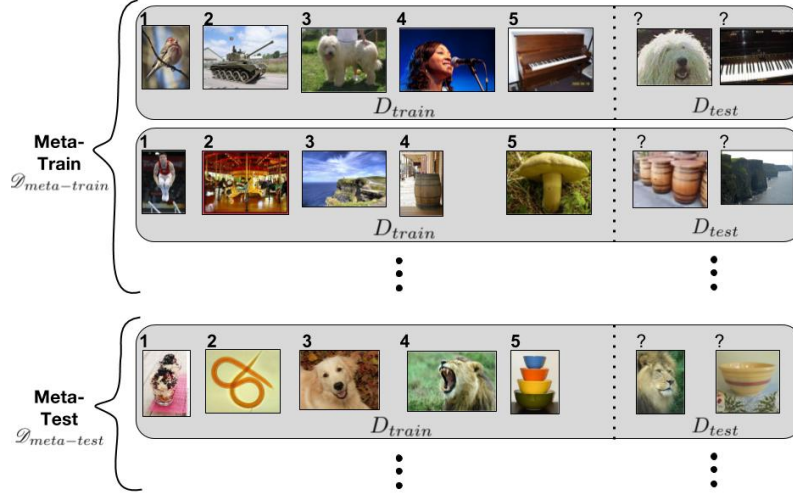 1 2 3 4 5 ? ?
D_train D_test
Meta-
Train
𝒟_meta−train
1 2 3 4 5 ? ?
D_train D_test
1 2 3 4 5 ? ?
Meta-
Test
𝒟_meta−test
D_train D_test